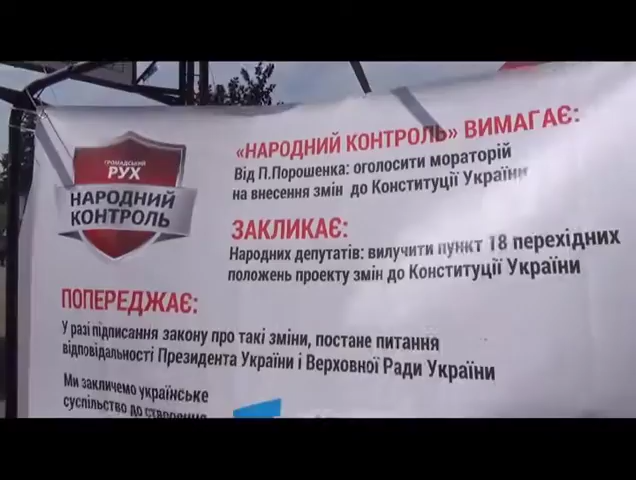 ГРОМАДСЬКИЙ
РУХ
НАРОДНИЙ
КОНТРОЛЬ
«НАРОДНИЙ КОНТРОЛЬ» ВИМАГАЄ:
Від П.Порошенка: оголосити мораторій
на внесення змін до Конституції України
ЗАКЛИКАЄ:
Народних депутатів: вилучити пункт 18 перехідних
положень проекту змін до Конституції України
ПОПЕРЕДЖАЄ:
У разі підписання закону про такі зміни, постане питання
відповідальності Президента України і Верховної Ради України
Ми закличемо українське
суспільство до створення